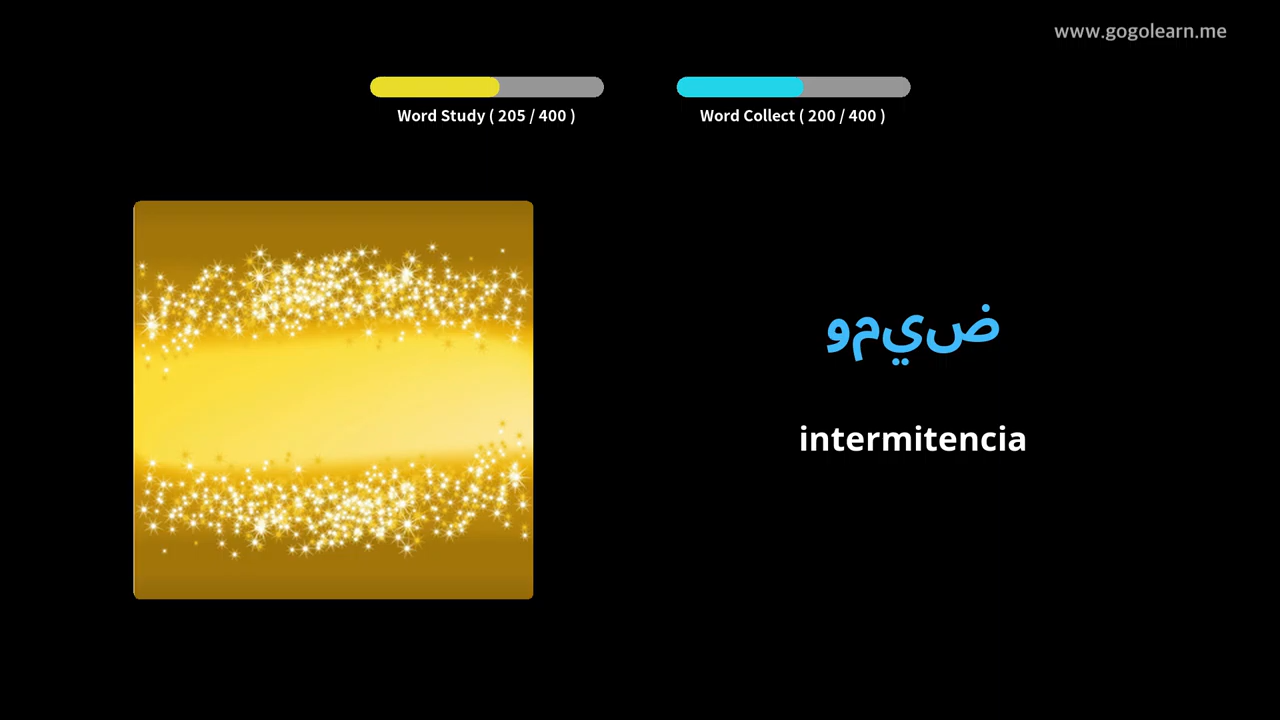 www.gogolearn.me
Word Study ( 205 / 400 )
Word Collect ( 200 / 400 )
وميض
intermitencia